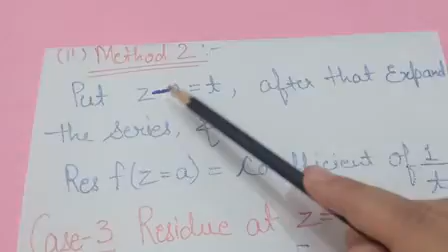 (ii) Method 2:-
Put z- = t, after that expand
the series,
Res f(z=a) = Coefficient of 1/t
Case-3 Residue at z=